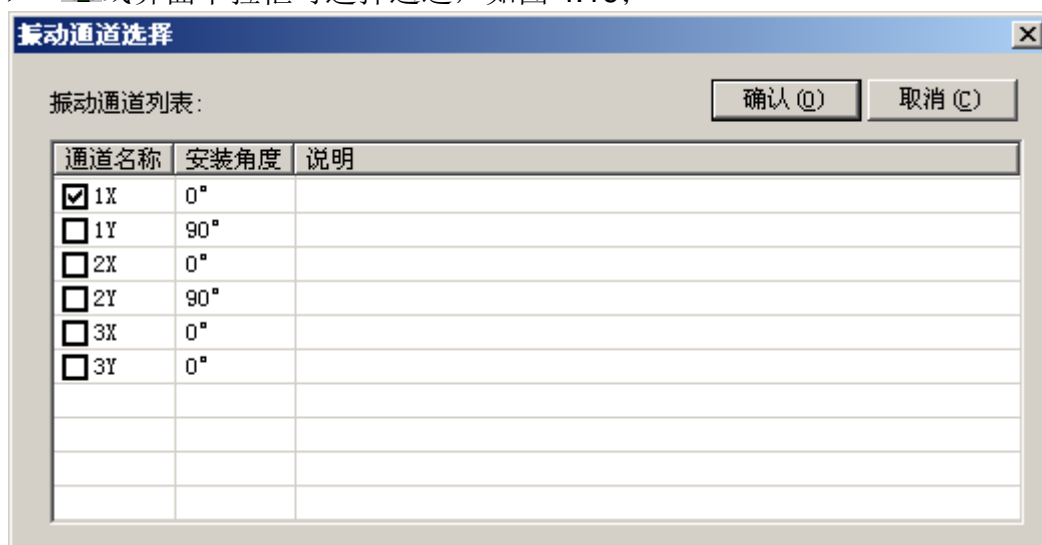 振动通道选择
振动通道列表:
确认(O) 取消(C)
通道名称 安装角度 说明
1X 0°
1Y 90°
2X 0°
2Y 90°
3X 0°
3Y 0°